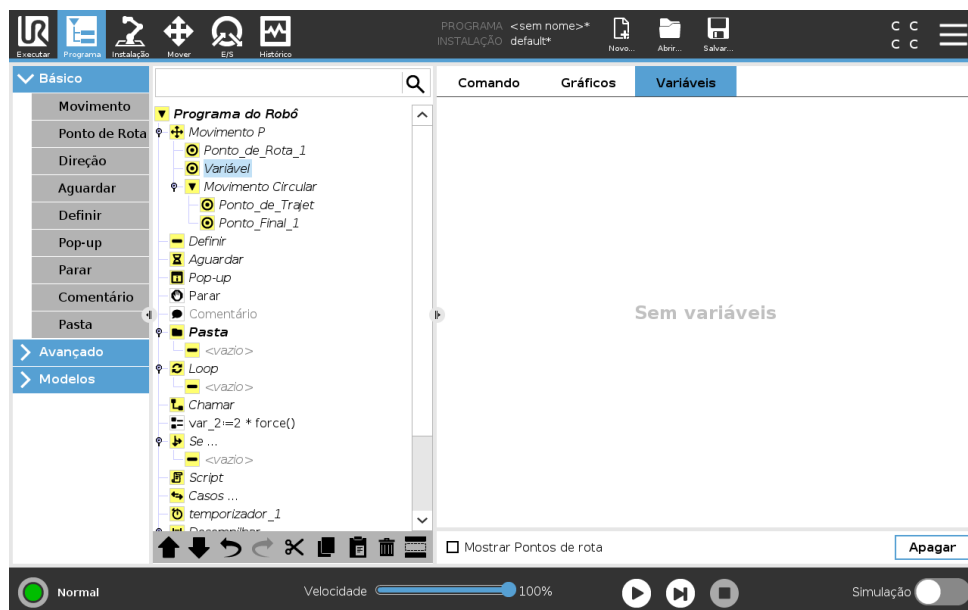 PROGRAMA <sem nome>*
INSTALAÇÃO default*
C C
C C
Executar Programa Instalação Mover E/S Histórico Novo... Abrir... Salvar...
Básico
Movimento
Ponto de Rota
Direção
Aguardar
Definir
Pop-up
Parar
Comentário
Pasta
Avançado
Modelos
Programa do Robô
Movimento P
Ponto_de_Rota_1
Variável
Movimento Circular
Ponto_de_Trajet
Ponto_Final_1
Definir
Aguardar
Pop-up
Parar
Comentário
Pasta
<vazio>
Loop
<vazio>
Chamar
var_2:=2 * force()
Se ...
<vazio>
Script
Casos ...
temporizador_1
Desempilhar
Comando Gráficos Variáveis
Sem variáveis
Mostrar Pontos de rota Apagar
Normal Velocidade 100% Simulação